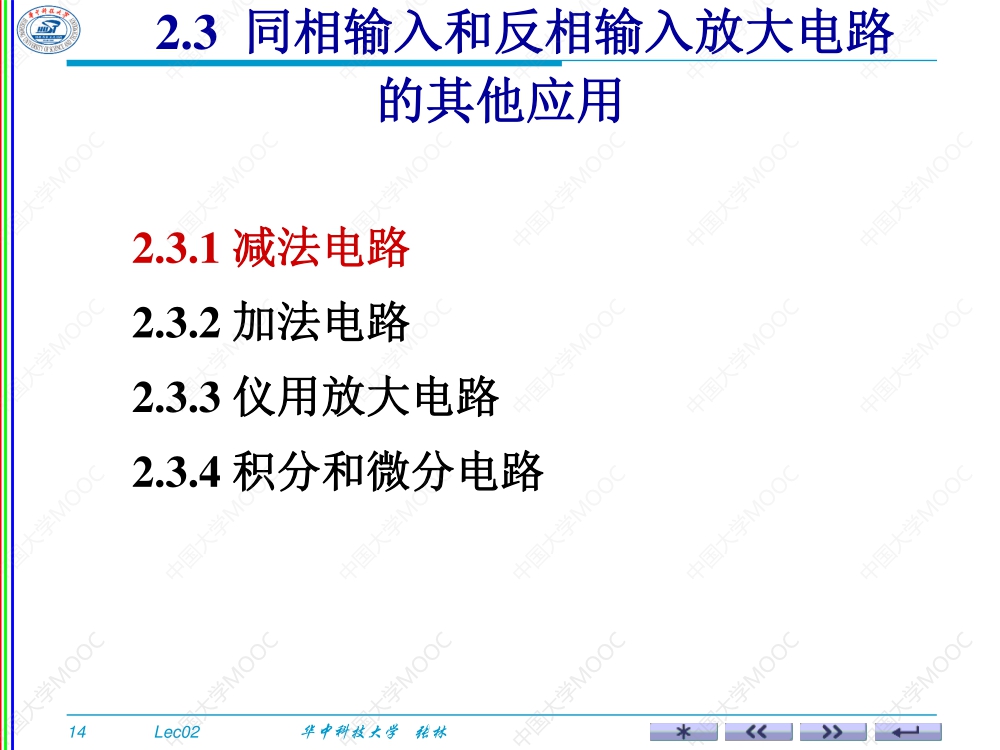 2.3 同相输入和反相输入放大电路
的其他应用
2.3.1 减法电路
2.3.2 加法电路
2.3.3 仪用放大电路
2.3.4 积分和微分电路
14 Lec02 华中科技大学 张林
中国大学MOOC